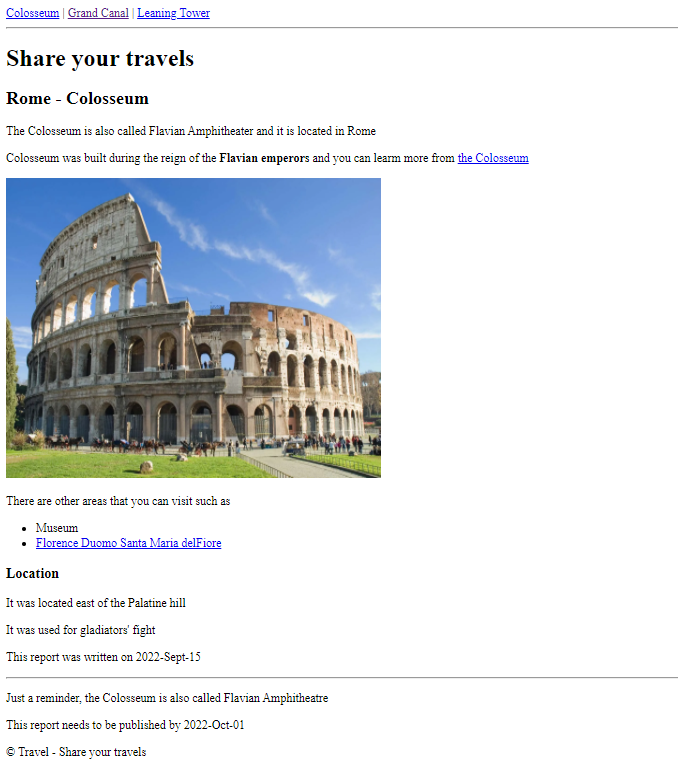 Colosseum | Grand Canal | Leaning Tower
Share your travels
Rome - Colosseum
The Colosseum is also called Flavian Amphitheater and it is located in Rome
Colosseum was built during the reign of the Flavian emperors and you can learm more from the Colosseum
There are other areas that you can visit such as
• Museum
• Florence Duomo Santa Maria delFiore
Location
It was located east of the Palatine hill
It was used for gladiators' fight
This report was written on 2022-Sept-15
Just a reminder, the Colosseum is also called Flavian Amphitheatre
This report needs to be published by 2022-Oct-01
© Travel - Share your travels